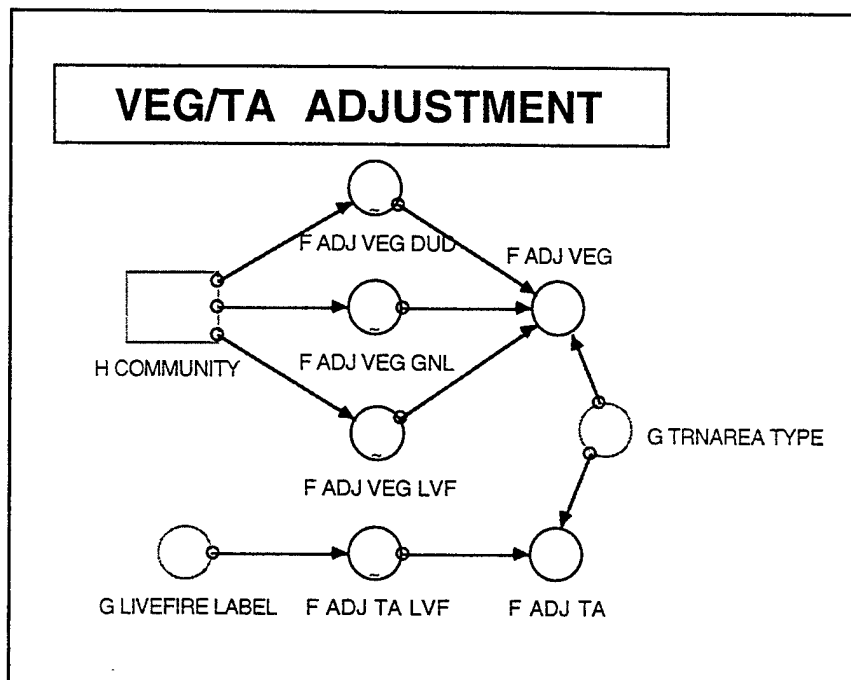 VEG/TA ADJUSTMENT
F ADJ VEG DUD
F ADJ VEG
H COMMUNITY
F ADJ VEG GNL
G TRNAREA TYPE
F ADJ VEG LVF
G LIVEFIRE LABEL
F ADJ TA LVF
F ADJ TA